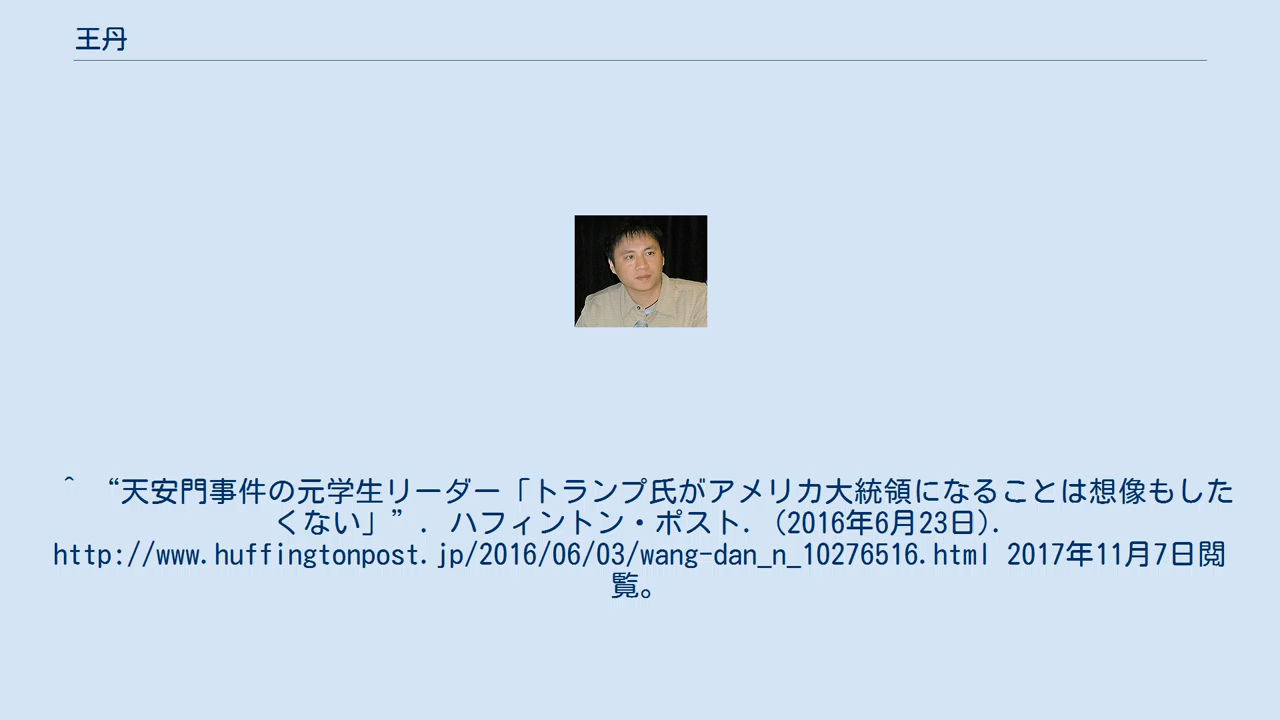 王丹
^ “天安門事件の元学生リーダー「トランプ氏がアメリカ大統領になることは想像もした
くない」”. ハフィントン・ポスト. (2016年6月23日).
http://www.huffingtonpost.jp/2016/06/03/wang-dan_n_10276516.html 2017年11月7日閲
覧。